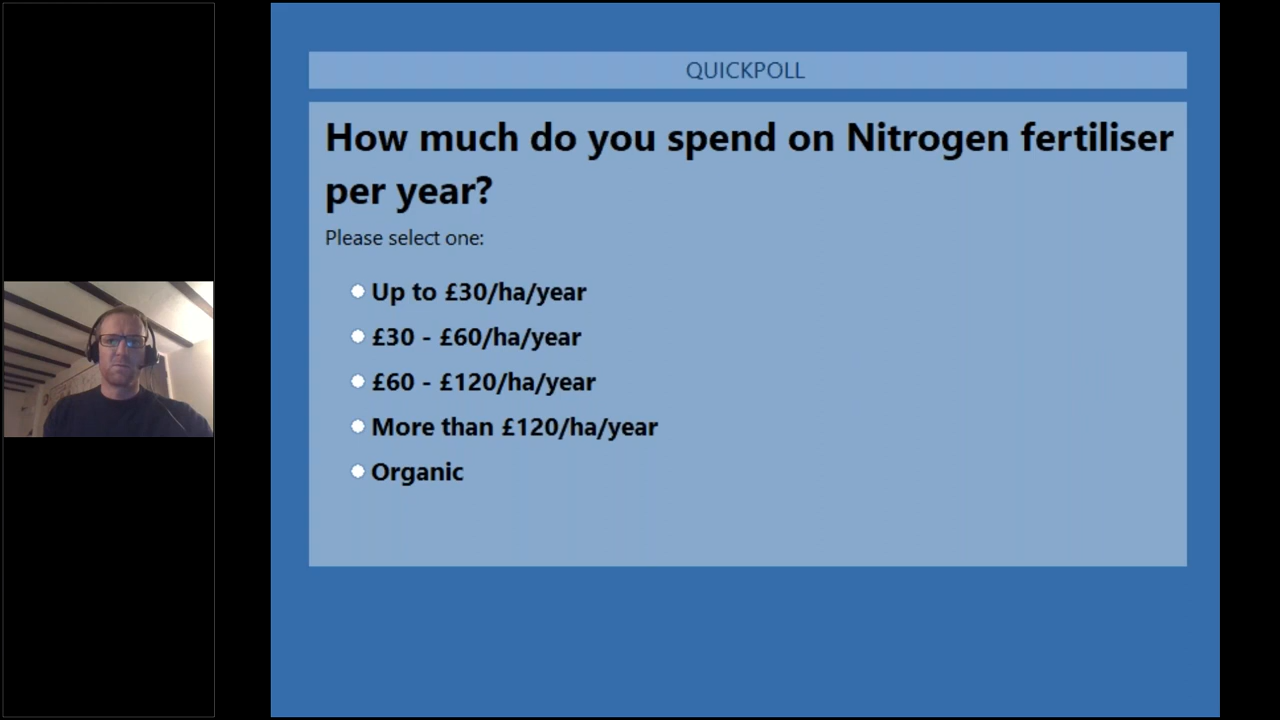 QUICKPOLL
How much do you spend on Nitrogen fertiliser
per year?
Please select one:
Up to £30/ha/year
£30 - £60/ha/year
£60 - £120/ha/year
More than £120/ha/year
Organic